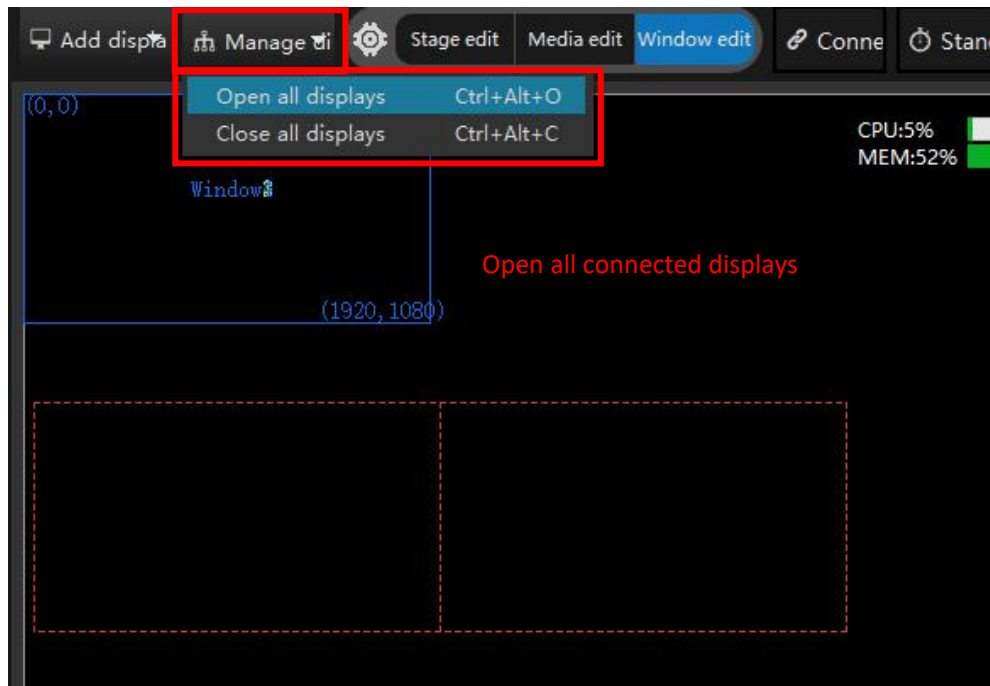 Add displa
Manage di
Stage edit
Media edit
Window edit
Conne
Stan
Open all displays Ctrl+Alt+O
Close all displays Ctrl+Alt+C
(0,0)
CPU:5%
MEM:52%
Window
Open all connected displays
(1920,1080)